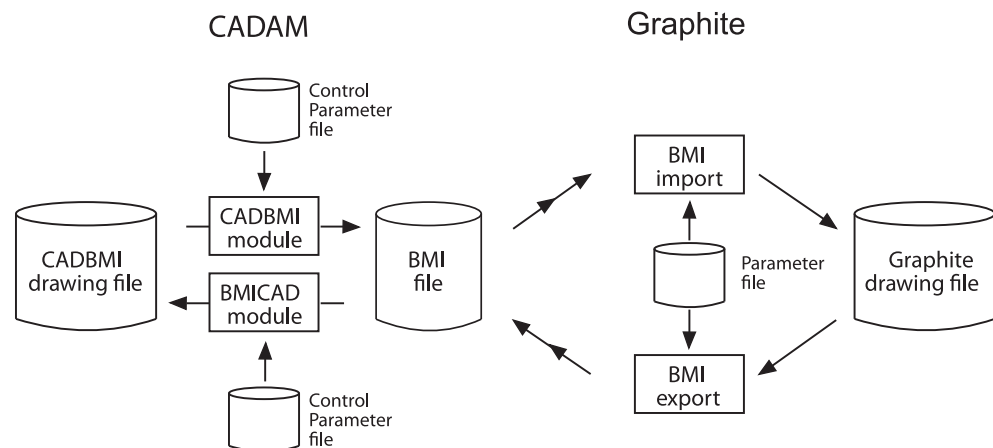 CADAM
Graphite
Control
Parameter
file
BMI
import
CADBMI
module
CADBMI
drawing file
BMI
file
Parameter
file
Graphite
drawing file
BMICAD
module
BMI
export
Control
Parameter
file